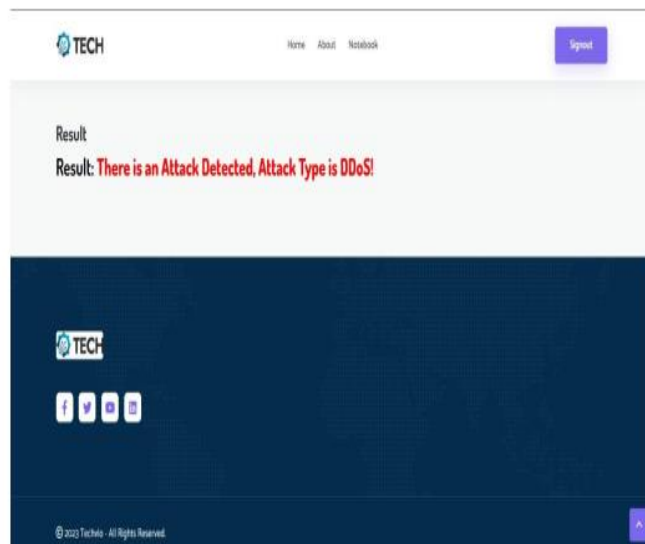 TECH
Home About Notebook
Signout
Result
Result: There is an Attack Detected, Attack Type is DDoS!
TECH
© 2023 Techvio - All Rights Reserved.